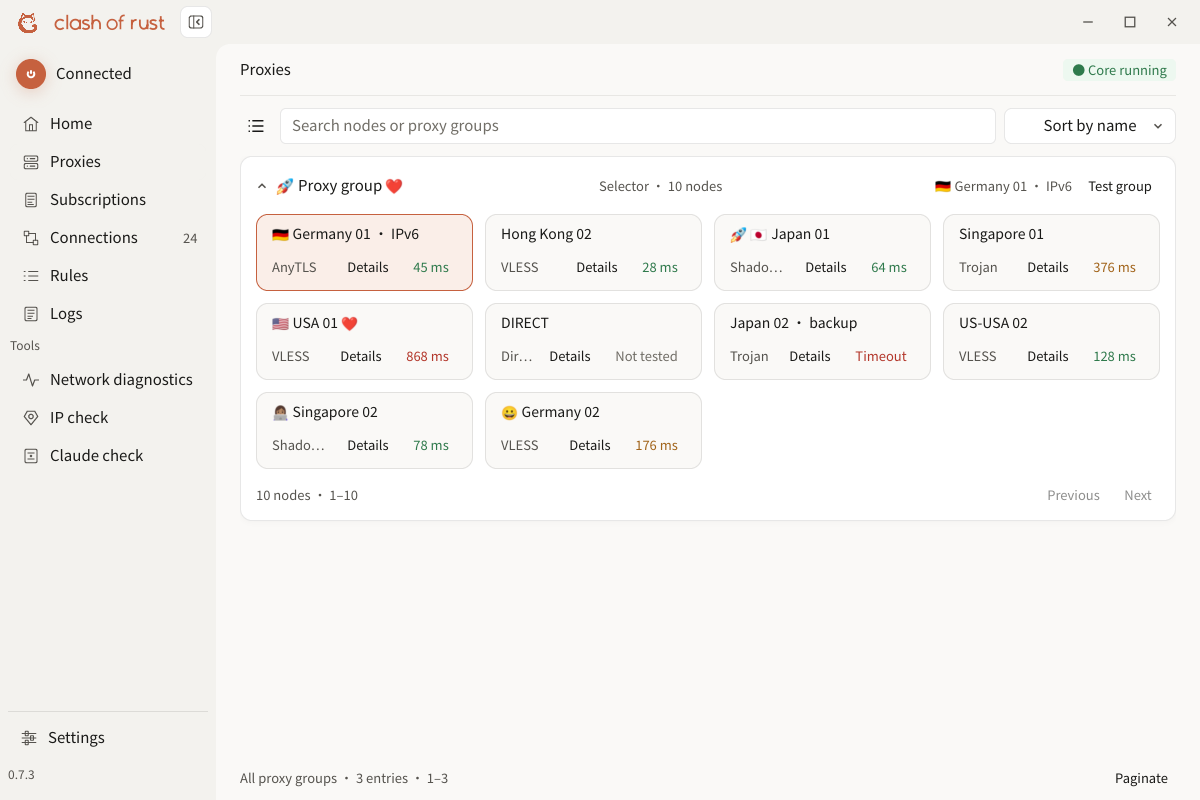 clash of rust
Connected
Home
Proxies
Subscriptions
Connections 24
Rules
Logs
Tools
Network diagnostics
IP check
Claude check
Settings
0.7.3
Proxies
Core running
Search nodes or proxy groups
Sort by name
🚀 Proxy group ❤️ Selector • 10 nodes 🇩🇪 Germany 01 • IPv6 Test group
🇩🇪 Germany 01 • IPv6
AnyTLS Details 45 ms
Hong Kong 02
VLESS Details 28 ms
🚀 🇯🇵 Japan 01
Shado… Details 64 ms
Singapore 01
Trojan Details 376 ms
🇺🇸 USA 01 ❤️
VLESS Details 868 ms
DIRECT
Dir… Details Not tested
Japan 02 • backup
Trojan Details Timeout
US-USA 02
VLESS Details 128 ms
👩🏽‍💼 Singapore 02
Shado… Details 78 ms
😀 Germany 02
VLESS Details 176 ms
10 nodes • 1–10
Previous Next
All proxy groups • 3 entries • 1–3
Paginate